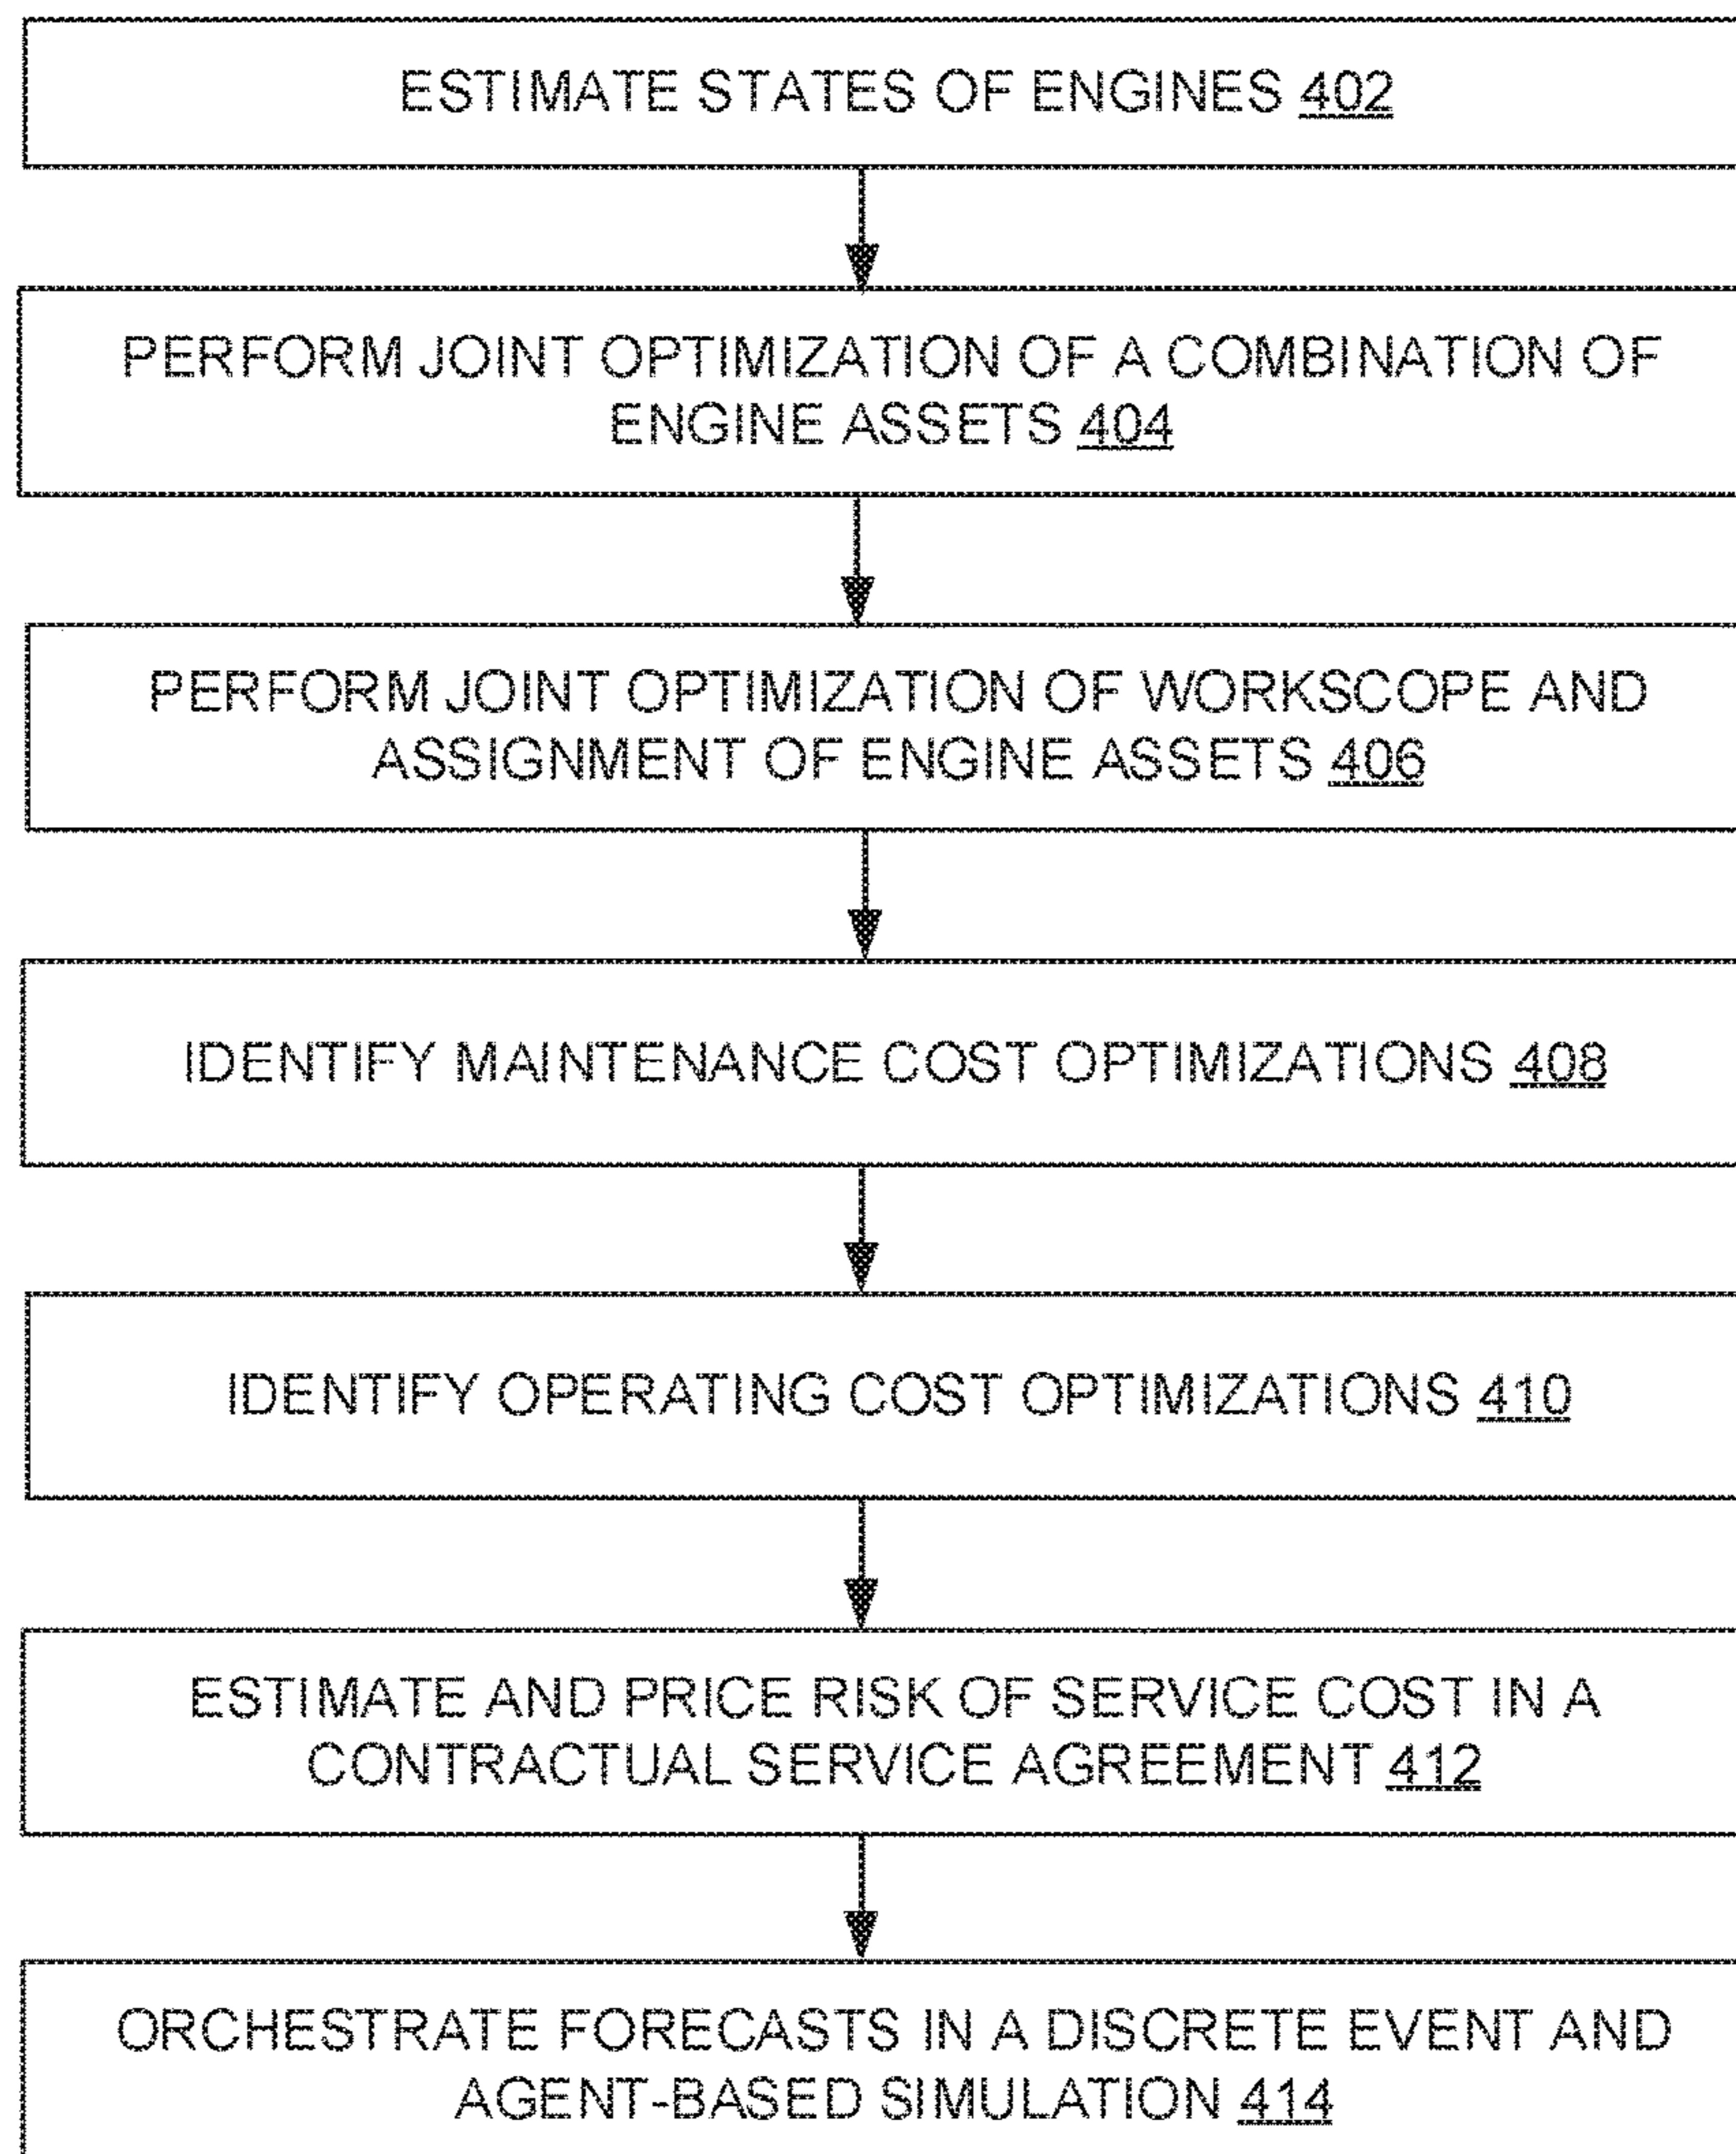 ESTIMATE STATES OF ENGINES 402
PERFORM JOINT OPTIMIZATION OF A COMBINATION OF
ENGINE ASSETS 404
PERFORM JOINT OPTIMIZATION OF WORKSCOPE AND
ASSIGNMENT OF ENGINE ASSETS 406
IDENTIFY MAINTENANCE COST OPTIMIZATIONS 408
IDENTIFY OPERATING COST OPTIMIZATIONS 410
ESTIMATE AND PRICE RISK OF SERVICE COST IN A
CONTRACTUAL SERVICE AGREEMENT 412
ORCHESTRATE FORECASTS IN A DISCRETE EVENT AND
AGENT-BASED SIMULATION 414